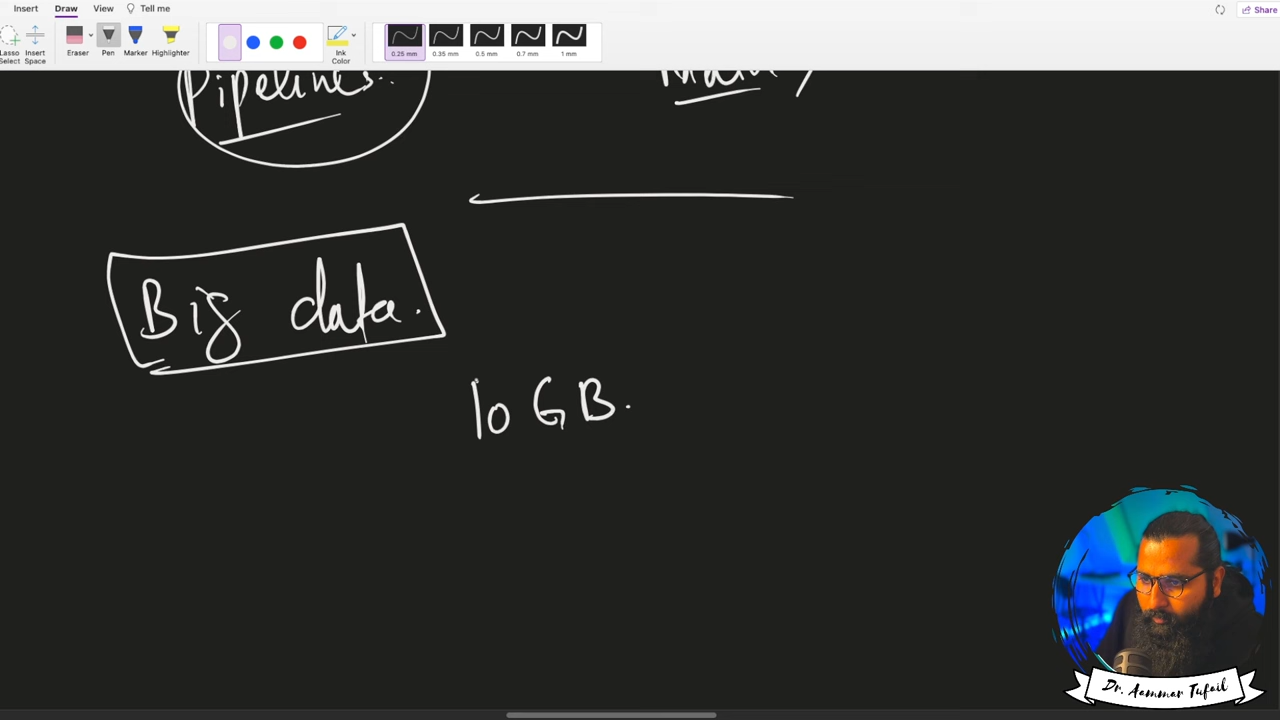 Insert Draw View Tell me
Share
Lasso Select
Insert Space
Eraser
Pen
Marker
Highlighter
Ink Color
0.25 mm
0.35 mm
0.5 mm
0.7 mm
1 mm
Pipelines..
Big data.
10 GB.
Dr. Aammar Tufail